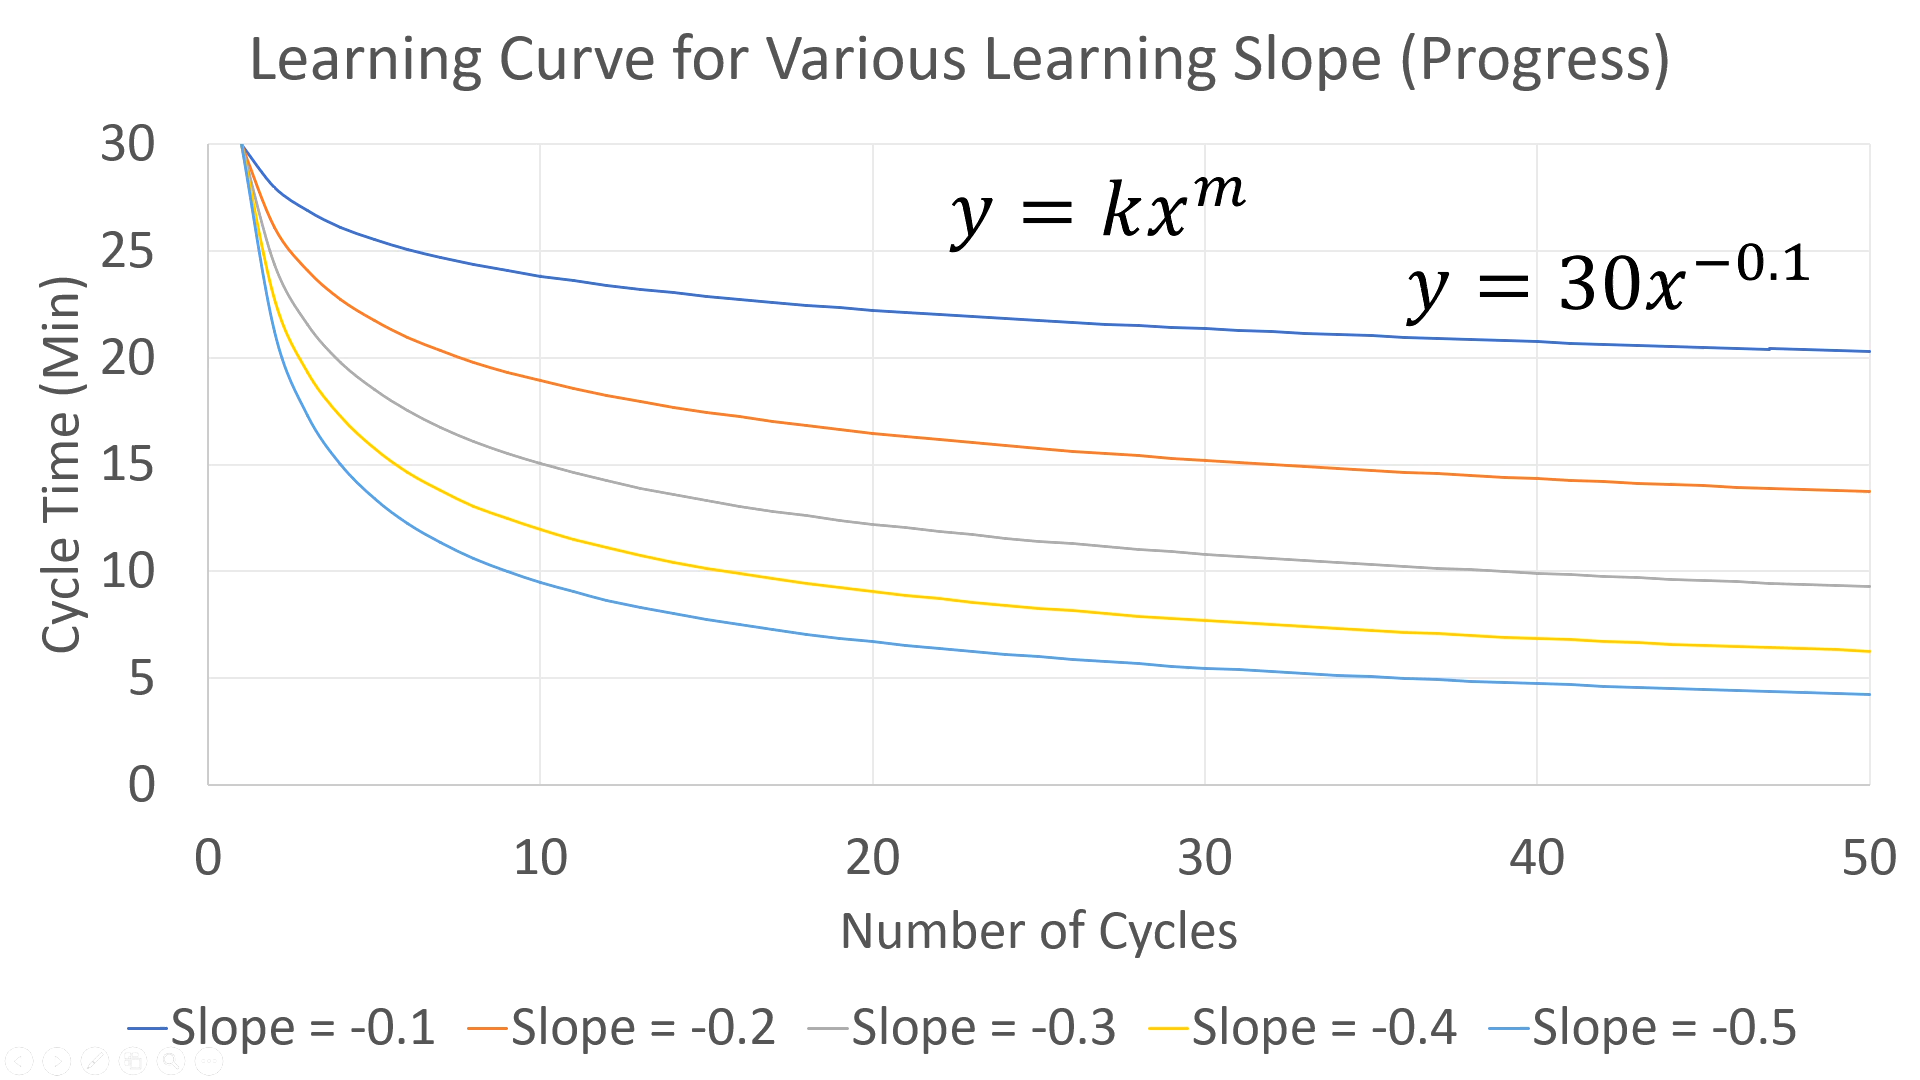 Learning Curve for Various Learning Slope (Progress)
30
25
20
15
10
5
0
Cycle Time (Min)
y = kx^m
y = 30x^−0.1
0 10 20 30 40 50
Number of Cycles
Slope = -0.1 Slope = -0.2 Slope = -0.3 Slope = -0.4 Slope = -0.5